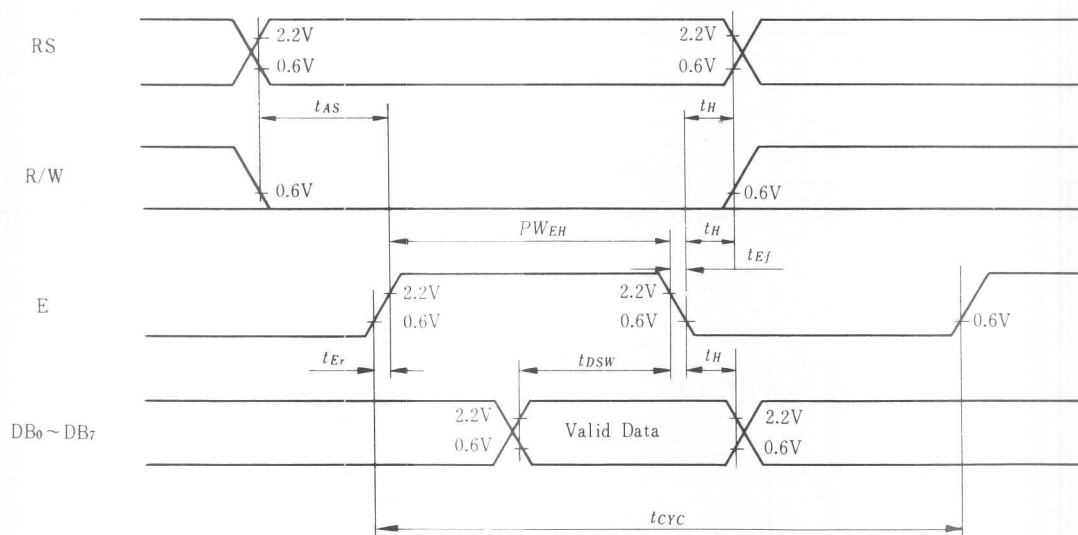 RS
2.2V
0.6V
2.2V
0.6V
tAS
tH
R/W
0.6V
0.6V
PWEH
tH
tEf
E
2.2V
0.6V
2.2V
0.6V
0.6V
tEr
tDSW
tH
DB0~DB7
2.2V
0.6V
Valid Data
2.2V
0.6V
tCYC